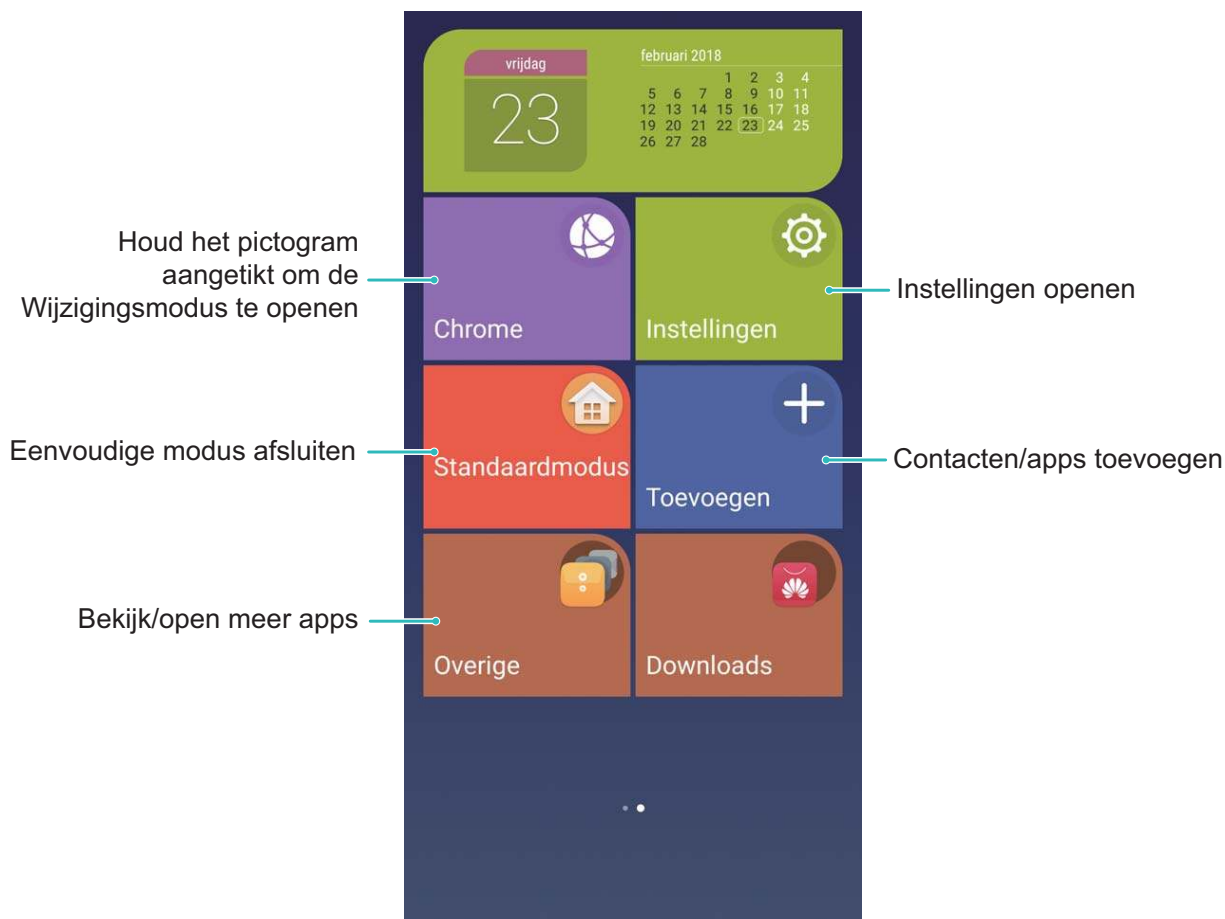 vrijdag
23
februari 2018
1 2 3 4
5 6 7 8 9 10 11
12 13 14 15 16 17 18
19 20 21 22 23 24 25
26 27 28
Houd het pictogram
aangetikt om de
Wijzigingsmodus te openen
Chrome
Instellingen
Instellingen openen
Eenvoudige modus afsluiten
Standaardmodus
Toevoegen
Contacten/apps toevoegen
Bekijk/open meer apps
Overige
Downloads